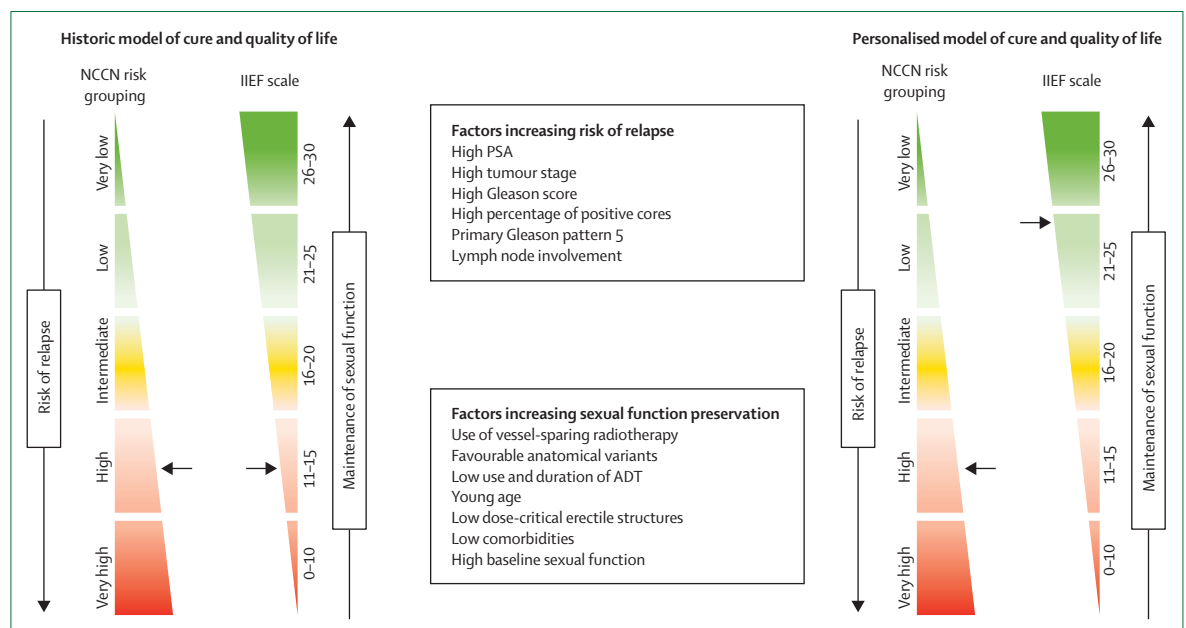 Historic model of cure and quality of life
NCCN risk
grouping
IIEF scale
Very low
Low
Intermediate
High
Very high
26–30
21–25
16–20
11–15
0–10
Risk of relapse
Maintenance of sexual function
Factors increasing risk of relapse
High PSA
High tumour stage
High Gleason score
High percentage of positive cores
Primary Gleason pattern 5
Lymph node involvement
Factors increasing sexual function preservation
Use of vessel-sparing radiotherapy
Favourable anatomical variants
Low use and duration of ADT
Young age
Low dose-critical erectile structures
Low comorbidities
High baseline sexual function
Personalised model of cure and quality of life
NCCN risk
grouping
IIEF scale
Very low
Low
Intermediate
High
Very high
26–30
21–25
16–20
11–15
0–10
Risk of relapse
Maintenance of sexual function